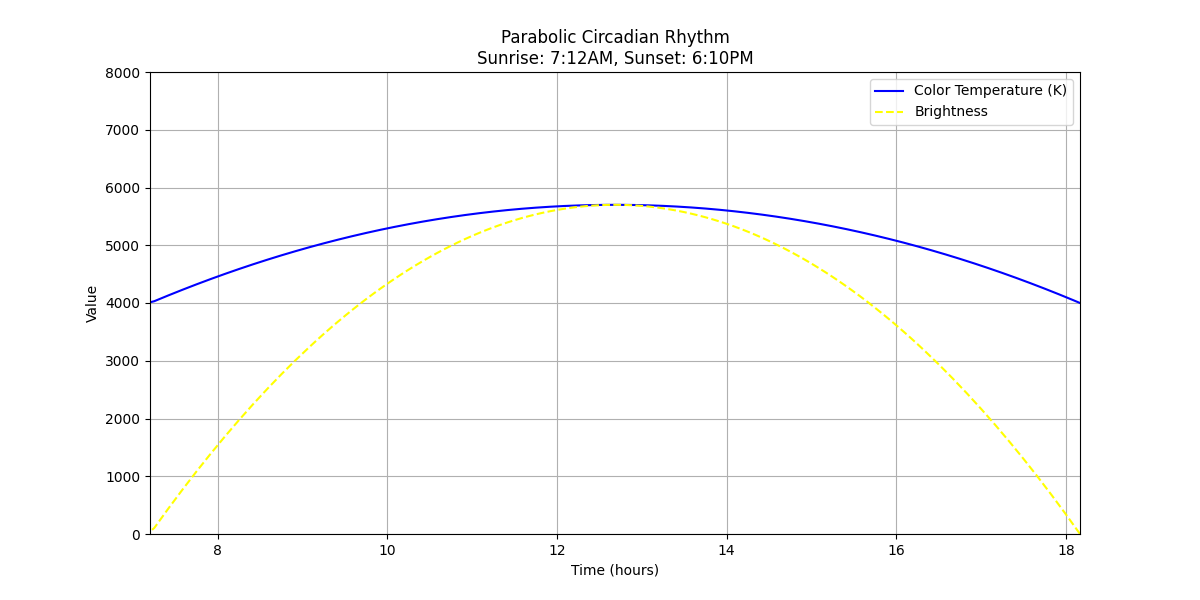 Parabolic Circadian Rhythm
Sunrise: 7:12AM, Sunset: 6:10PM
8000
7000
6000
5000
4000
3000
2000
1000
0
Value
Color Temperature (K)
Brightness
8 10 12 14 16 18
Time (hours)